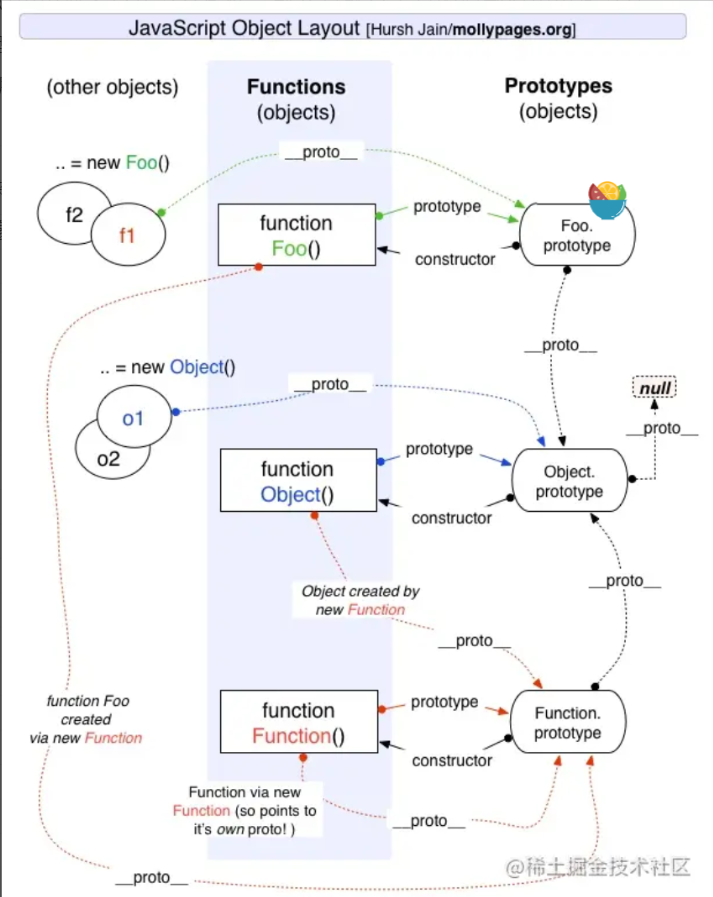 JavaScript Object Layout [Hursh Jain/mollypages.org]
(other objects)
Functions
(objects)
Prototypes
(objects)
.. = new Foo()
f2
f1
__proto__
function
Foo()
prototype
constructor
Foo.
prototype
__proto__
.. = new Object()
o1
o2
__proto__
function
Object()
prototype
constructor
Object.
prototype
null
__proto__
Object created by
new Function
__proto__
__proto__
function Foo
created
via new Function
function
Function()
prototype
constructor
Function.
prototype
Function via new
Function (so points to
it's own proto! )
__proto__
__proto__
@稀土掘金技术社区